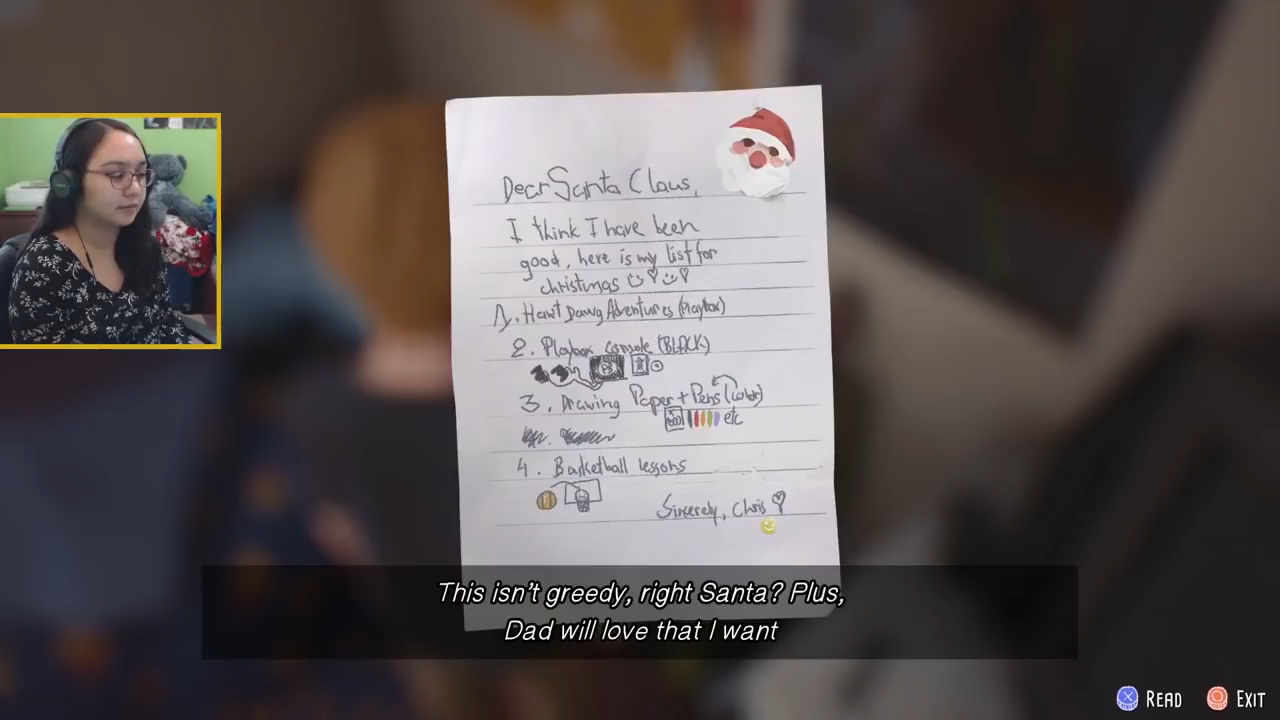 Dear Santa Claus,
I think I have been
good, here is my list for
christmas
1. Hawt Dawg Adventures (Playbox)
2. Playbox Console (BLACK)
3. Drawing Paper + Pens (color)
etc
4. Basketball lessons
Sincerely, Chris
This isn't greedy, right Santa? Plus,
Dad will love that I want
READ EXIT